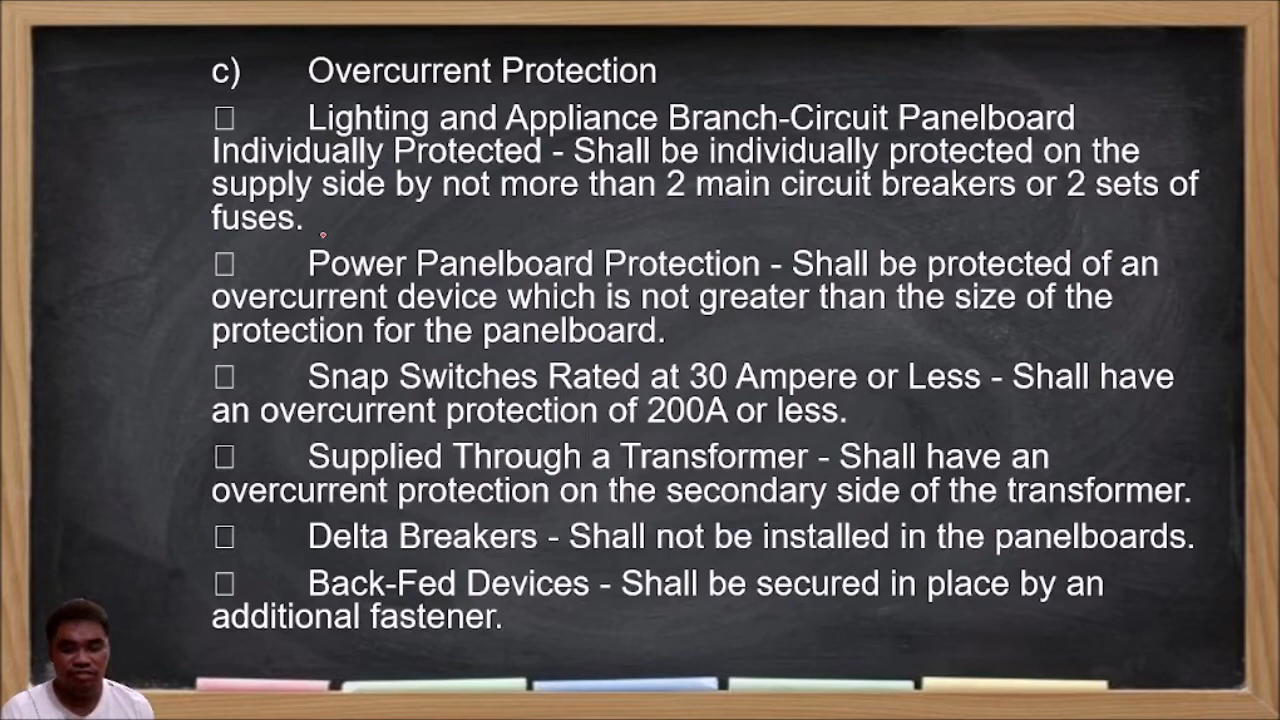 c) Overcurrent Protection
Lighting and Appliance Branch-Circuit Panelboard
Individually Protected - Shall be individually protected on the
supply side by not more than 2 main circuit breakers or 2 sets of
fuses.
Power Panelboard Protection - Shall be protected of an
overcurrent device which is not greater than the size of the
protection for the panelboard.
Snap Switches Rated at 30 Ampere or Less - Shall have
an overcurrent protection of 200A or less.
Supplied Through a Transformer - Shall have an
overcurrent protection on the secondary side of the transformer.
Delta Breakers - Shall not be installed in the panelboards.
Back-Fed Devices - Shall be secured in place by an
additional fastener.